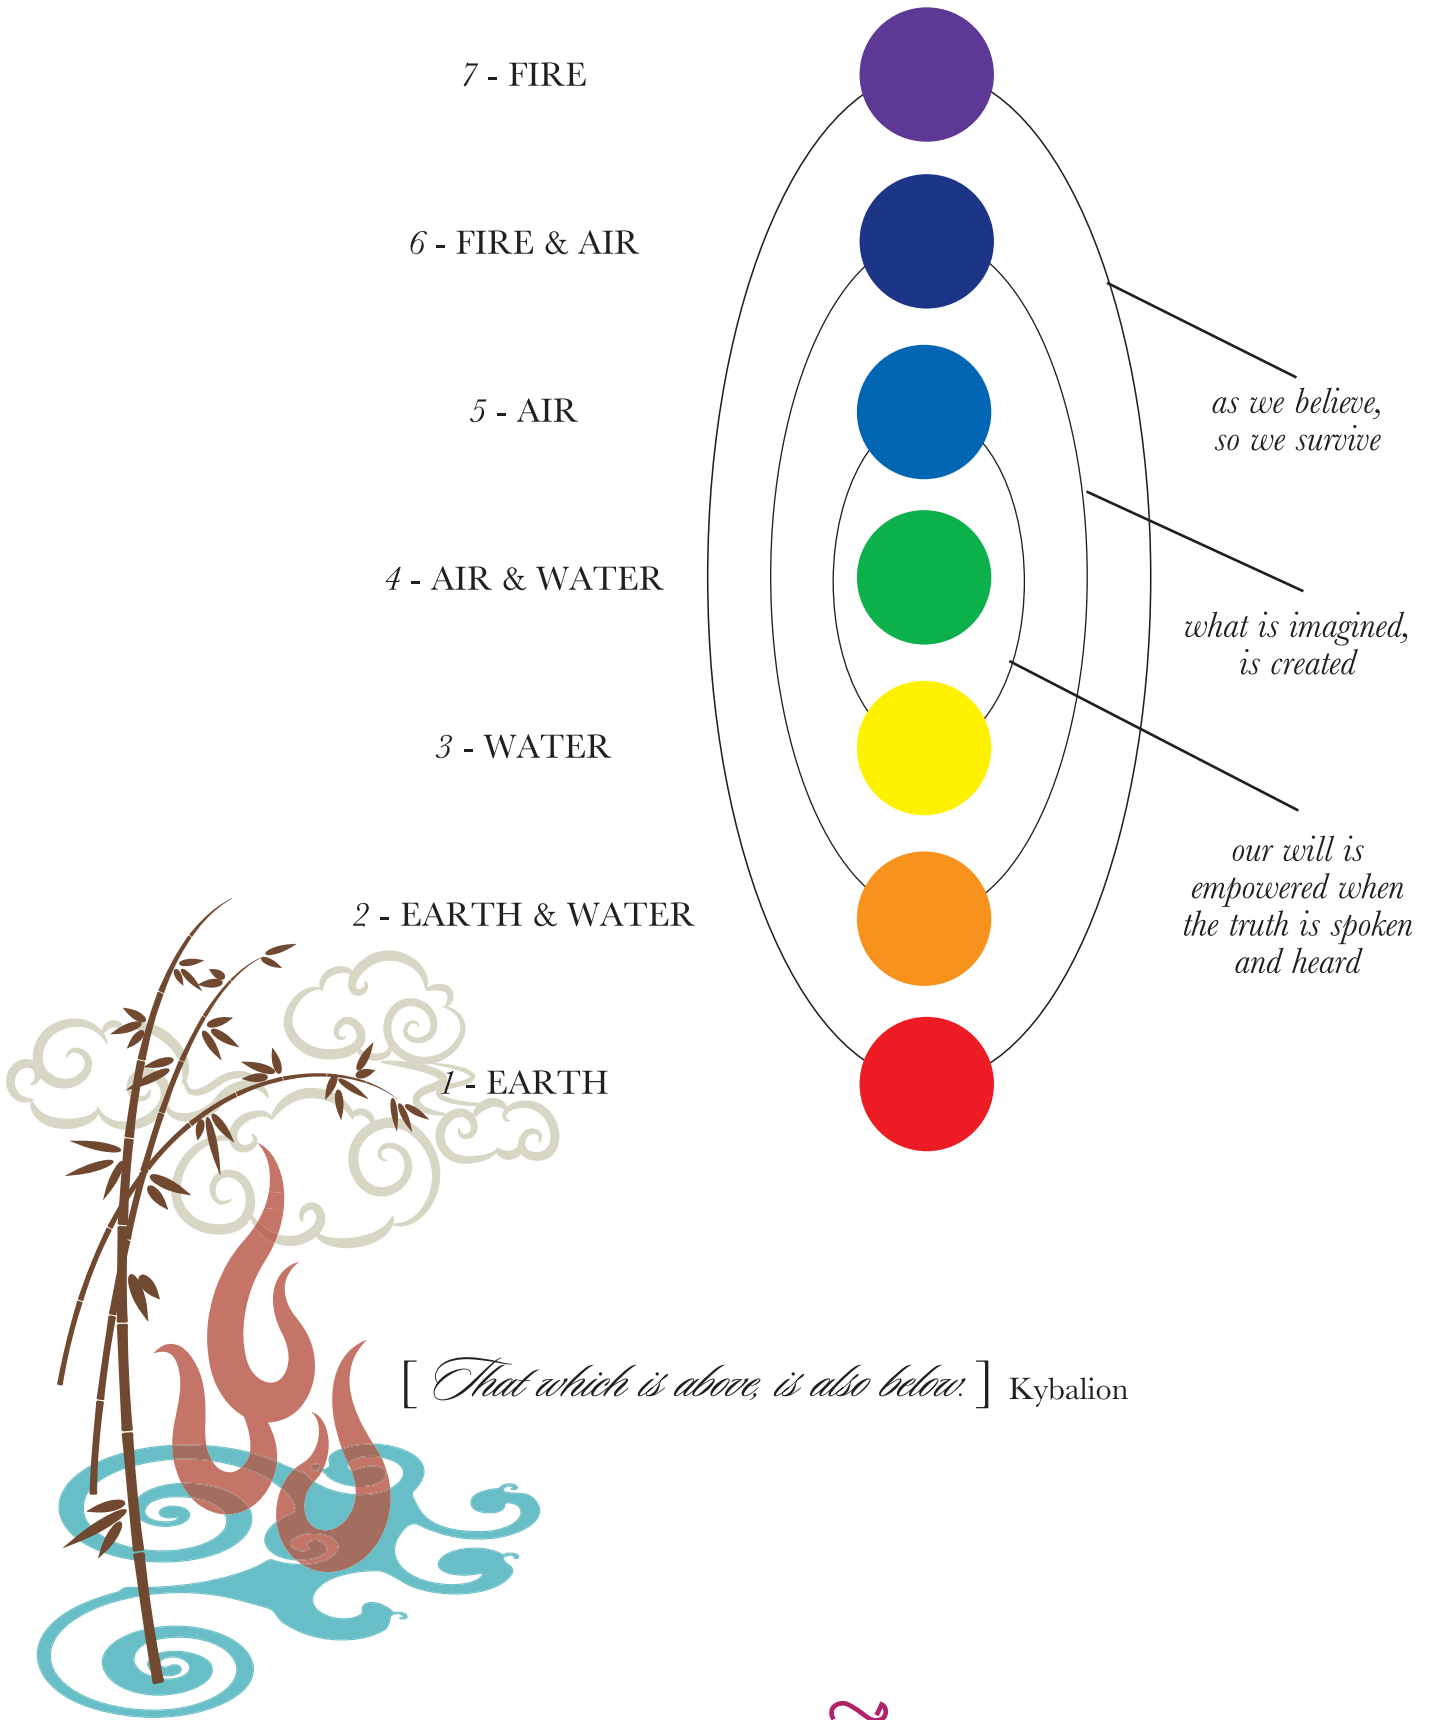 7 - FIRE
6 - FIRE & AIR
5 - AIR
as we believe,
so we survive
4 - AIR & WATER
what is imagined,
is created
3 - WATER
our will is
empowered when
the truth is spoken
and heard
2 - EARTH & WATER
1 - EARTH
[ That which is above, is also below. ] Kybalion